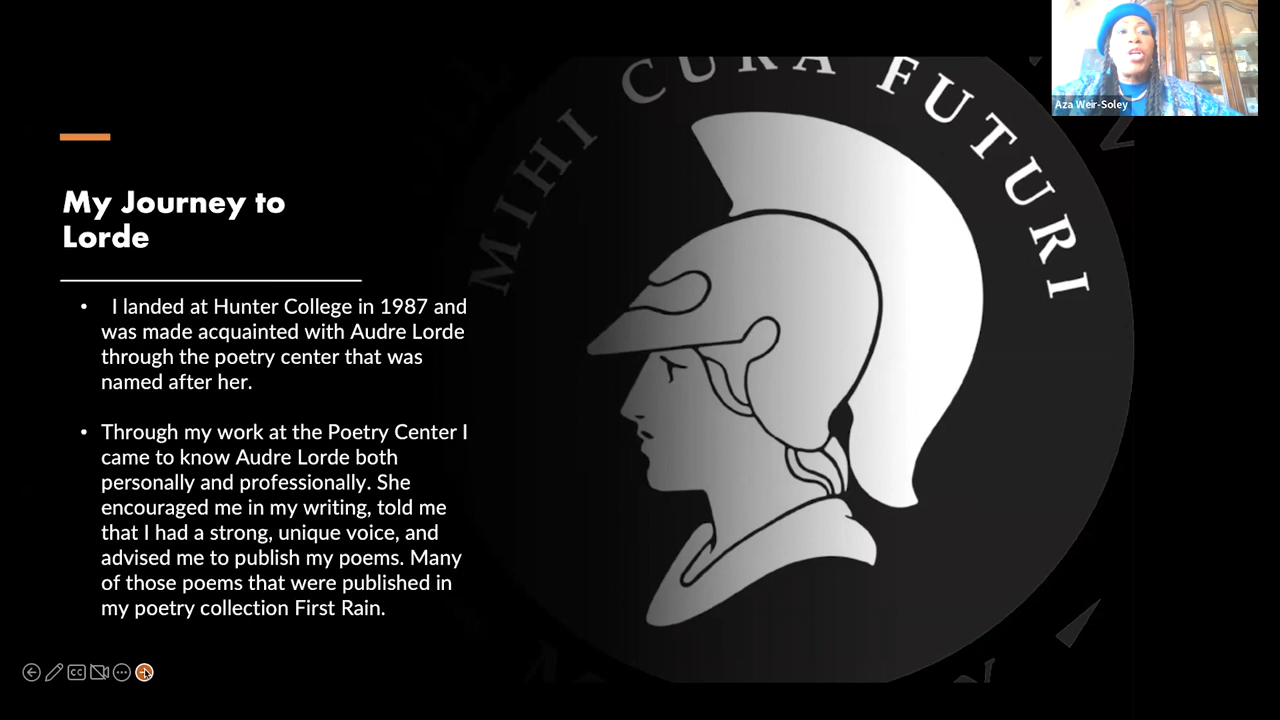 MIHI CURA FUTURI
Aza Weir-Soley
My Journey to
Lorde
• I landed at Hunter College in 1987 and
was made acquainted with Audre Lorde
through the poetry center that was
named after her.
• Through my work at the Poetry Center I
came to know Audre Lorde both
personally and professionally. She
encouraged me in my writing, told me
that I had a strong, unique voice, and
advised me to publish my poems. Many
of those poems that were published in
my poetry collection First Rain.
CC